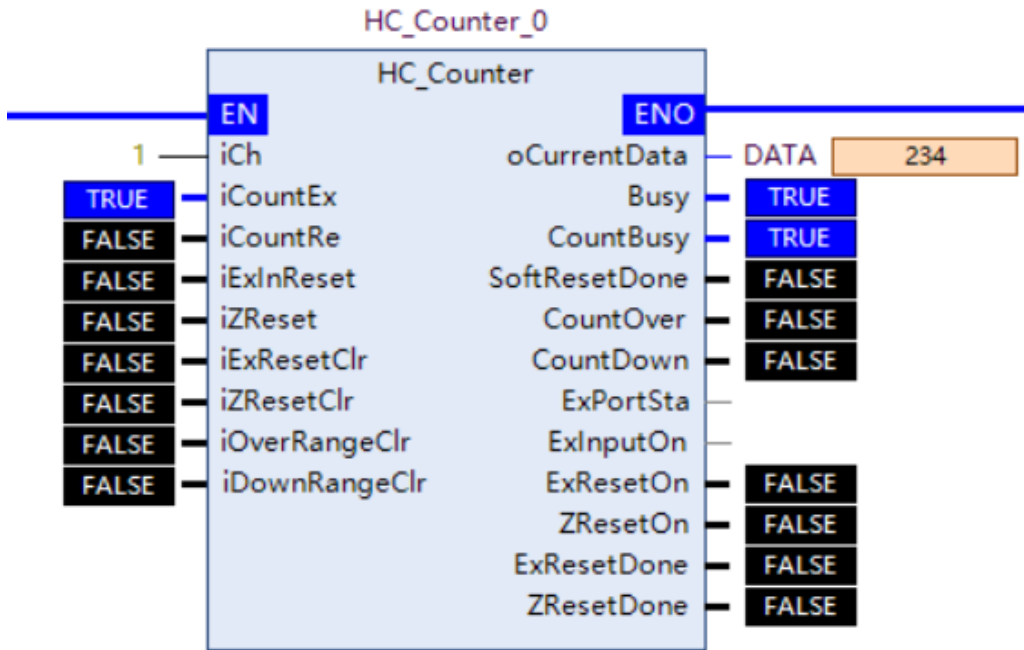 HC_Counter_0
HC_Counter
EN ENO
1 iCh oCurrentData DATA 234
TRUE iCountEx Busy TRUE
FALSE iCountRe CountBusy TRUE
FALSE iExInReset SoftResetDone FALSE
FALSE iZReset CountOver FALSE
FALSE iExResetClr CountDown FALSE
FALSE iZResetClr ExPortSta
FALSE iOverRangeClr ExInputOn
FALSE iDownRangeClr ExResetOn FALSE
ZResetOn FALSE
ExResetDone FALSE
ZResetDone FALSE